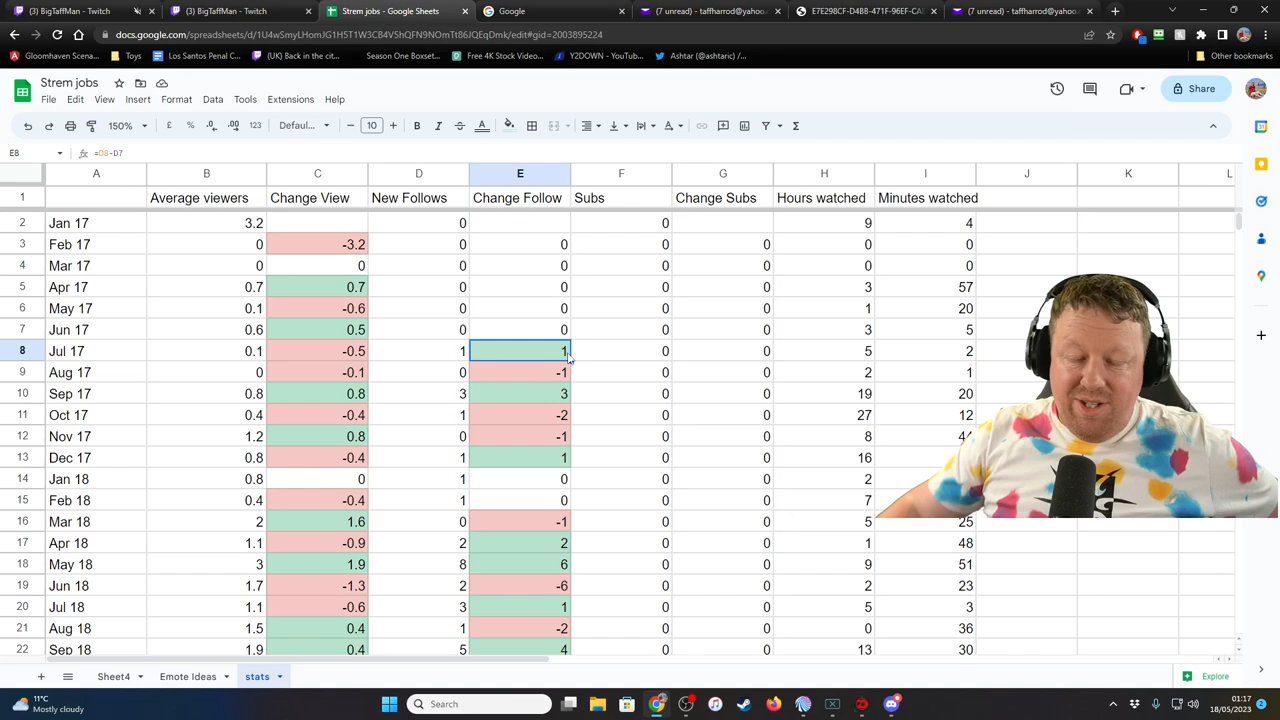 BigTaffMan - Twitch
BigTaffMan - Twitch
Strem jobs - Google Sheets
Google
(7 unread) - taffharrod@yahoo.
E7E298CF-D4BB-471F-96EF-CA
(7 unread) - taffharrod@yahoo.
docs.google.com/spreadsheets/d/1U4wSmyLHomJG1H5T1W3CB4V5hQFN9NOmTt86JQEqDmk/edit#gid=2003895224
Gloomhaven Scena...
Toys
Los Santos Penal C...
(UK) Back in the cit...
Season One Boxset...
Free 4K Stock Video...
Y2DOWN - YouTube...
Ashtar (@ashtaric) /...
Other bookmarks
Strem jobs
File Edit View Insert Format Data Tools Extensions Help
Share
150% £ % .0 .00 123 Defaul... 10 B I
E8 fx =D8-D7
A B C D E F G H I J K L
1 Average viewers Change View New Follows Change Follow Subs Change Subs Hours watched Minutes watched
2 Jan 17 3.2 0 0 9 4
3 Feb 17 0 -3.2 0 0 0 0 0 0
4 Mar 17 0 0 0 0 0 0 0 0
5 Apr 17 0.7 0.7 0 0 0 0 3 57
6 May 17 0.1 -0.6 0 0 0 0 1 20
7 Jun 17 0.6 0.5 0 0 0 0 3 5
8 Jul 17 0.1 -0.5 1 1 0 0 5 2
9 Aug 17 0 -0.1 0 -1 0 0 2 1
10 Sep 17 0.8 0.8 3 3 0 0 19 20
11 Oct 17 0.4 -0.4 1 -2 0 0 27 12
12 Nov 17 1.2 0.8 0 -1 0 0 8
13 Dec 17 0.8 -0.4 1 1 0 0 16
14 Jan 18 0.8 0 1 0 0 0 2
15 Feb 18 0.4 -0.4 1 0 0 0 7
16 Mar 18 2 1.6 0 -1 0 0 5 25
17 Apr 18 1.1 -0.9 2 2 0 0 1 48
18 May 18 3 1.9 8 6 0 0 9 51
19 Jun 18 1.7 -1.3 2 -6 0 0 2 23
20 Jul 18 1.1 -0.6 3 1 0 0 5 3
21 Aug 18 1.5 0.4 1 -2 0 0 0 36
22 Sep 18 1.9 0.4 5 4 0 0 13 30
Sheet4 Emote Ideas stats
Explore
11°C
Mostly cloudy
Search
01:17
18/05/2023